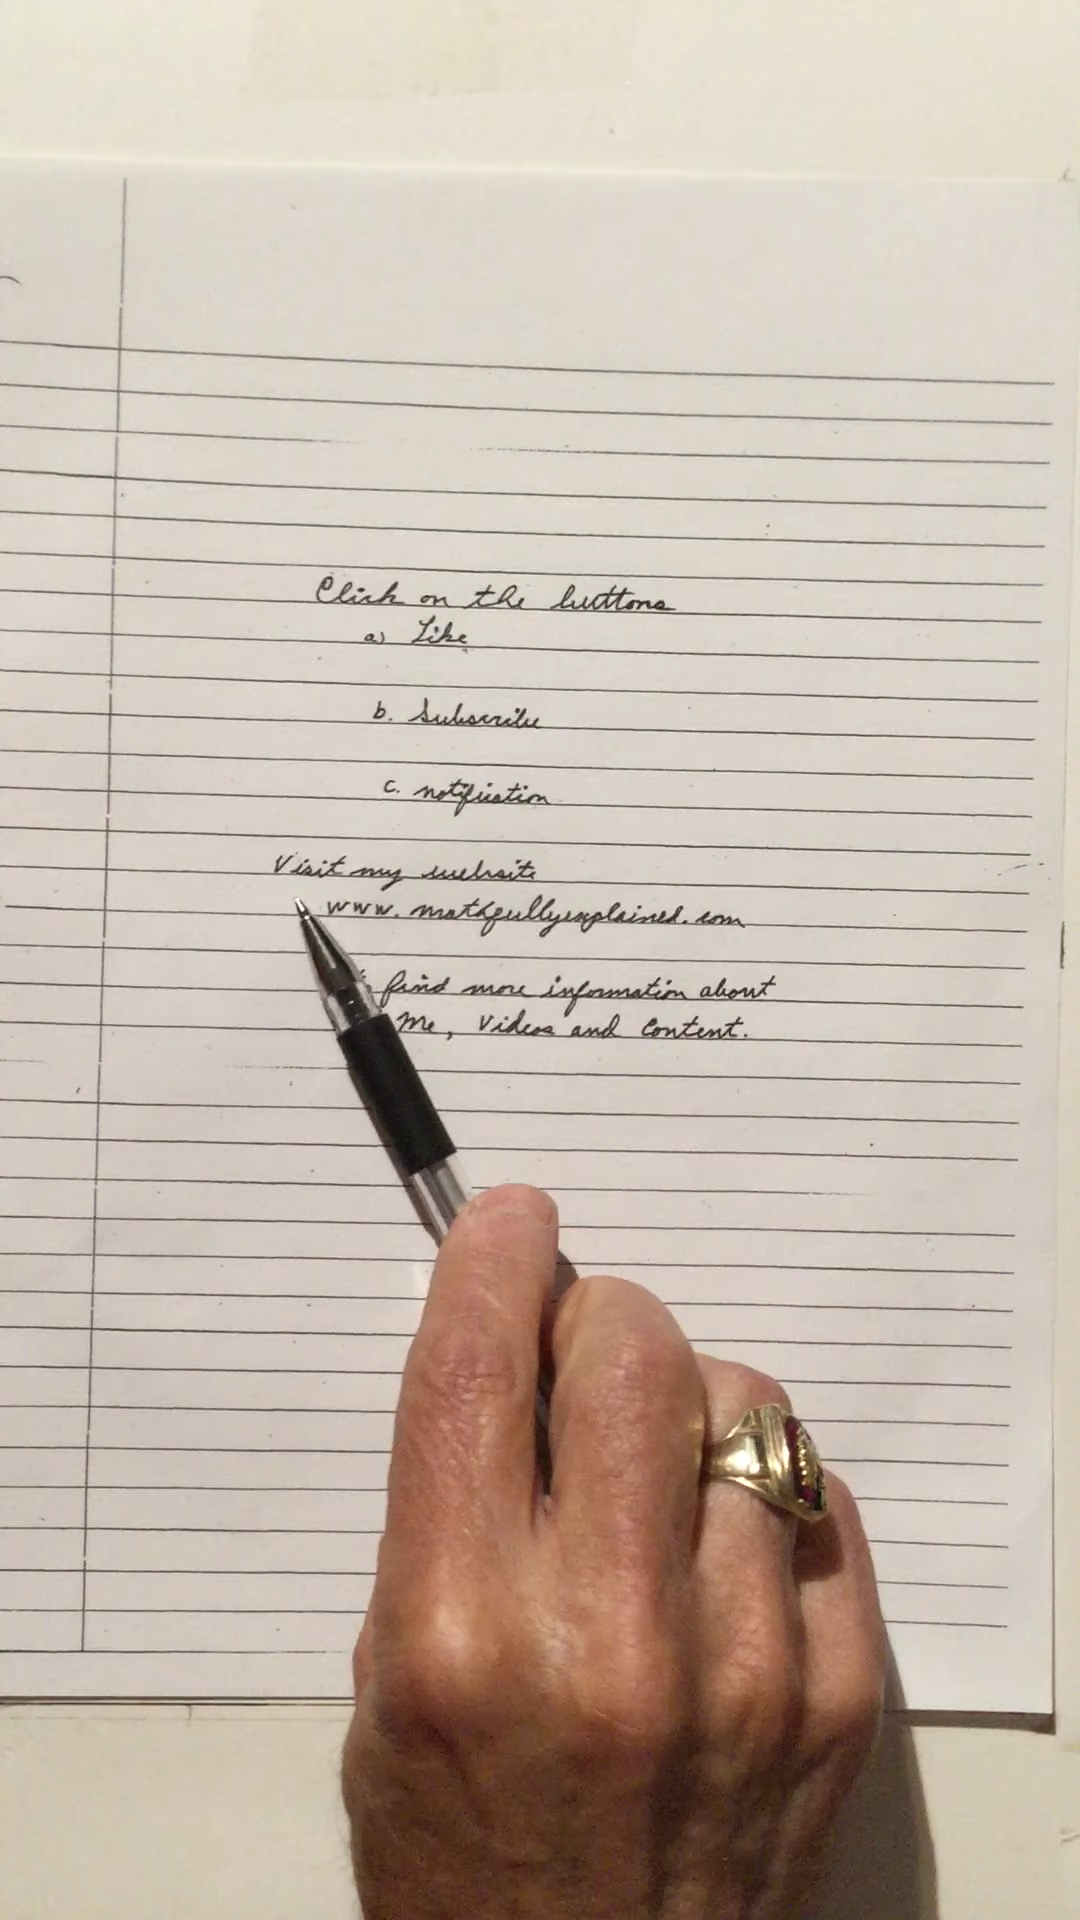 Click on the buttons
a) Like
b. Subscribe
c. notification
Visit my website
www.mathfullyexplained.com
find more information about
Me, Videos and Content.